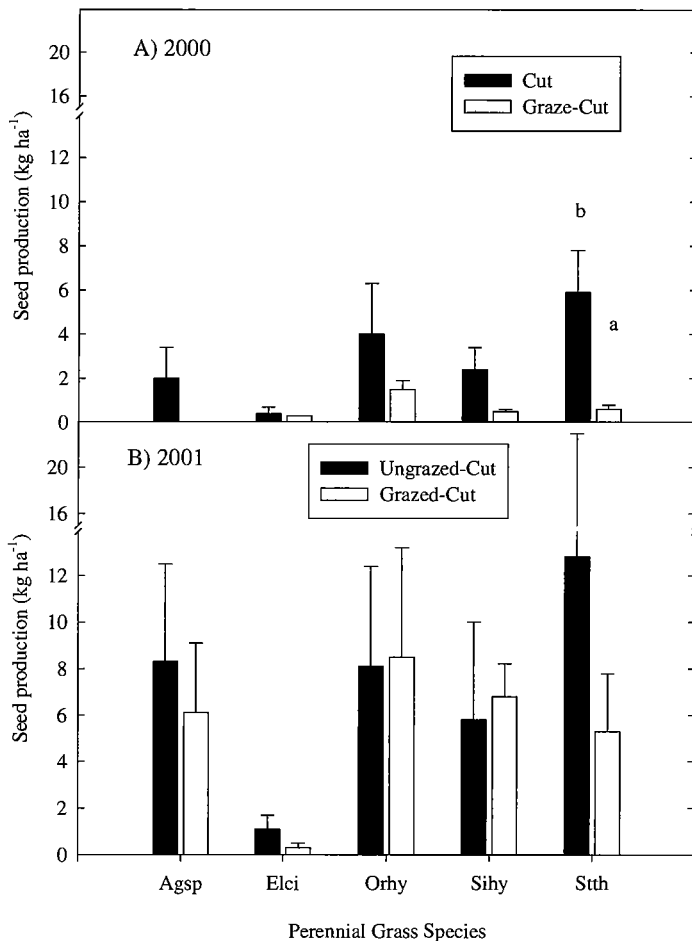 A) 2000
Cut
Graze-Cut
Seed production (kg ha⁻¹)
20
16
12
10
8
6
4
2
0
b
a
B) 2001
Ungrazed-Cut
Grazed-Cut
Seed production (kg ha⁻¹)
20
16
12
10
8
6
4
2
0
Agsp Elci Orhy Sihy Stth
Perennial Grass Species